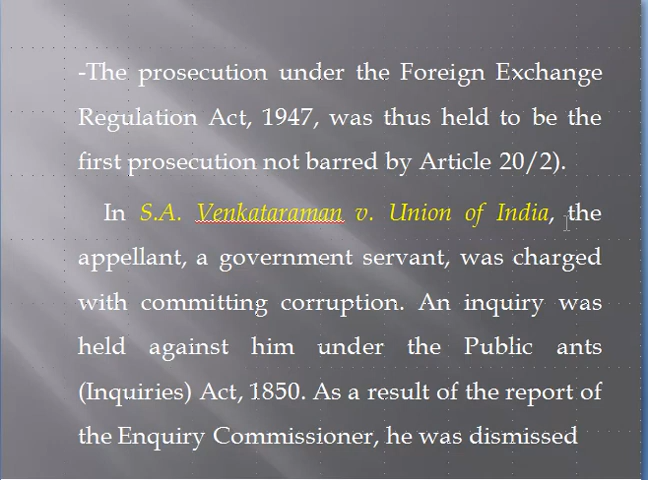 -The prosecution under the Foreign Exchange
Regulation Act, 1947, was thus held to be the
first prosecution not barred by Article 20/2).
In S.A. Venkataraman v. Union of India, the
appellant, a government servant, was charged
with committing corruption. An inquiry was
held against him under the Public ants
(Inquiries) Act, 1850. As a result of the report of
the Enquiry Commissioner, he was dismissed